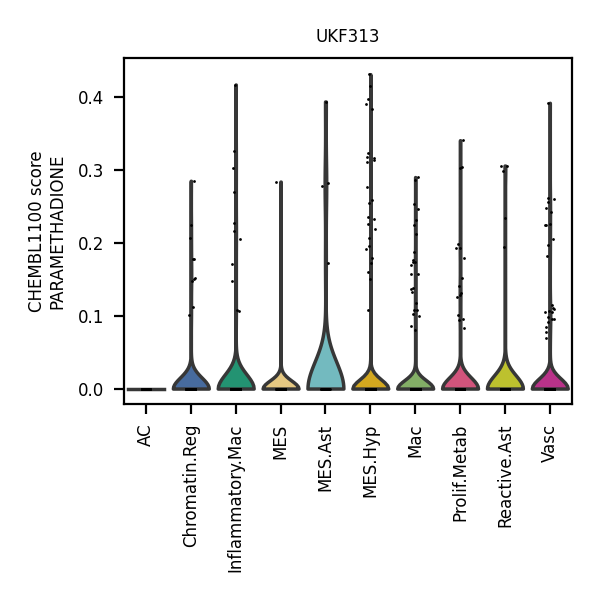 UKF313
CHEMBL1100 score
PARAMETHADIONE
0.4
0.3
0.2
0.1
0.0
AC
Chromatin.Reg
Inflammatory.Mac
MES
MES.Ast
MES.Hyp
Mac
Prolif.Metab
Reactive.Ast
Vasc